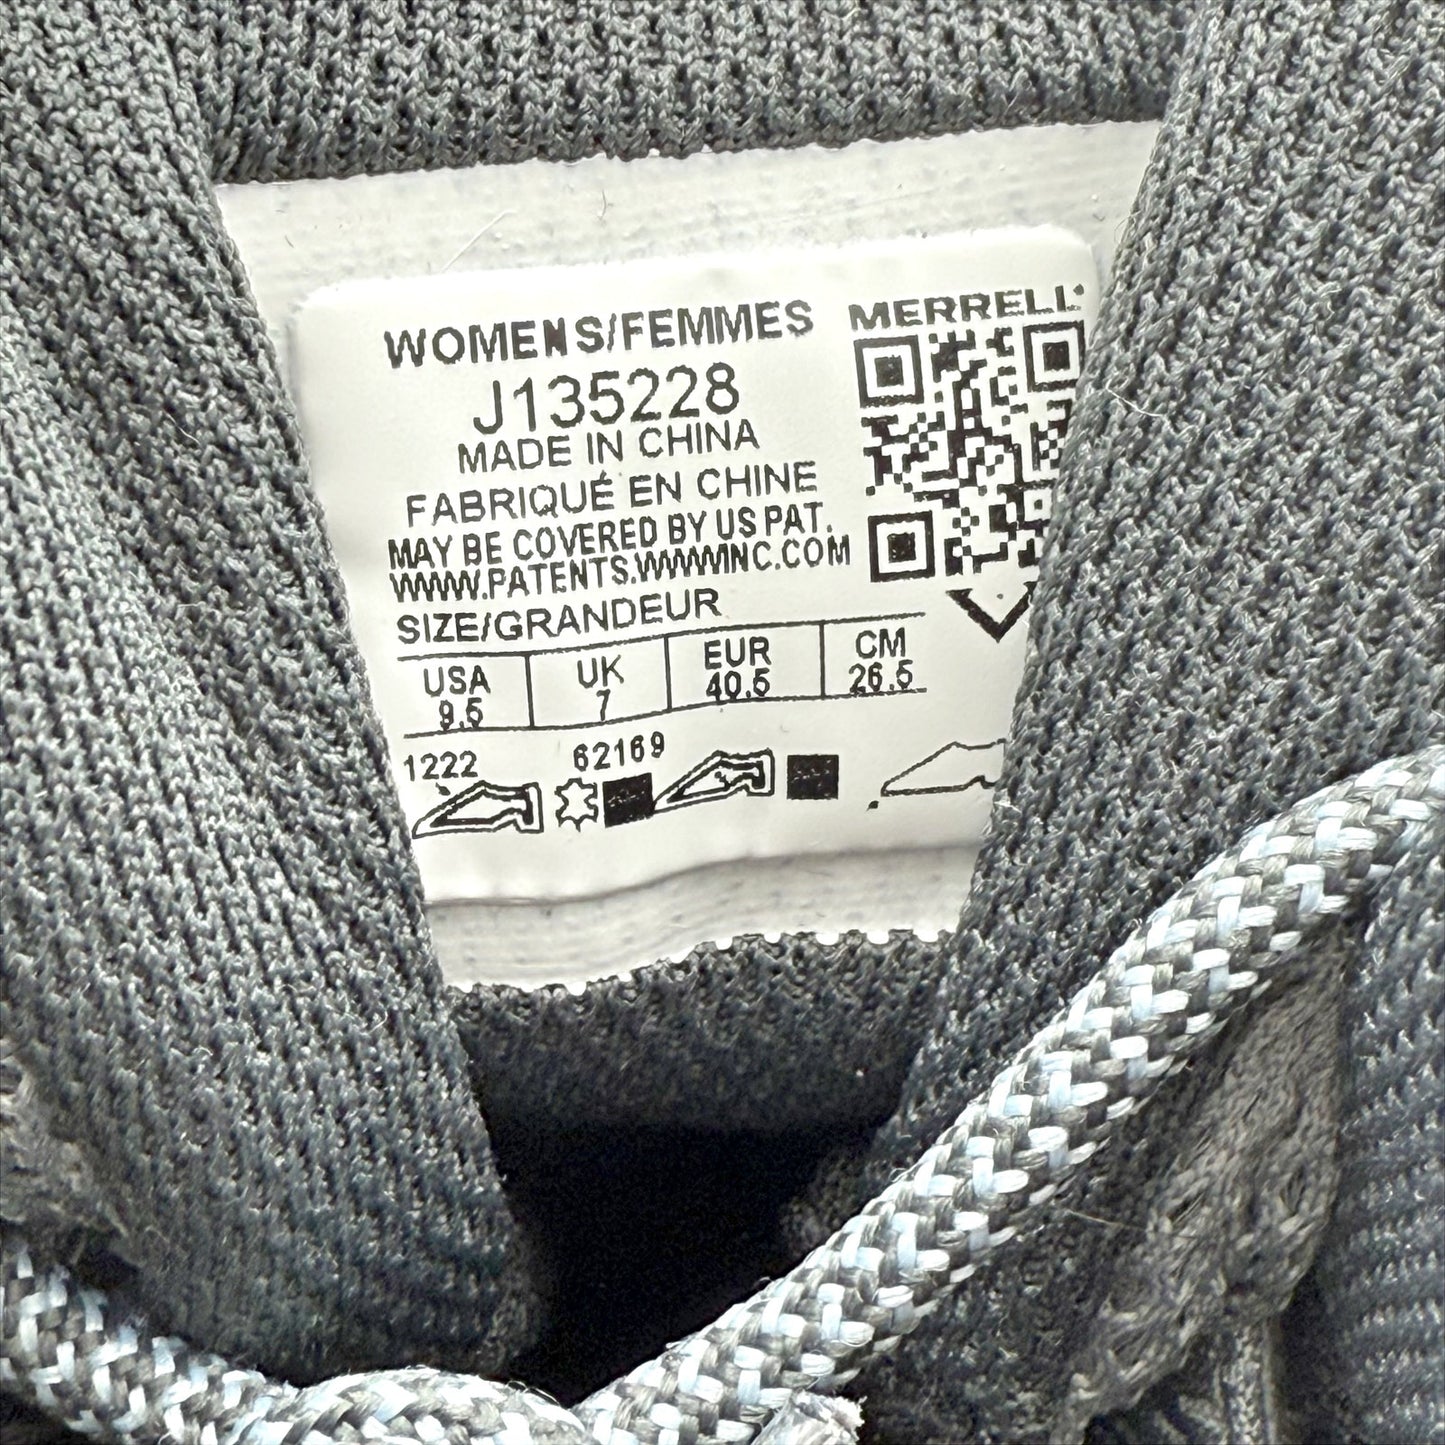 WOMENS/FEMMES
MERRELL
J135228
MADE IN CHINA
FABRIQUÉ EN CHINE
MAY BE COVERED BY US PAT.
WWW.PATENTS.WWWINC.COM
SIZE/GRANDEUR
USA UK EUR CM
9.5 7 40.5 26.5
1222 62169